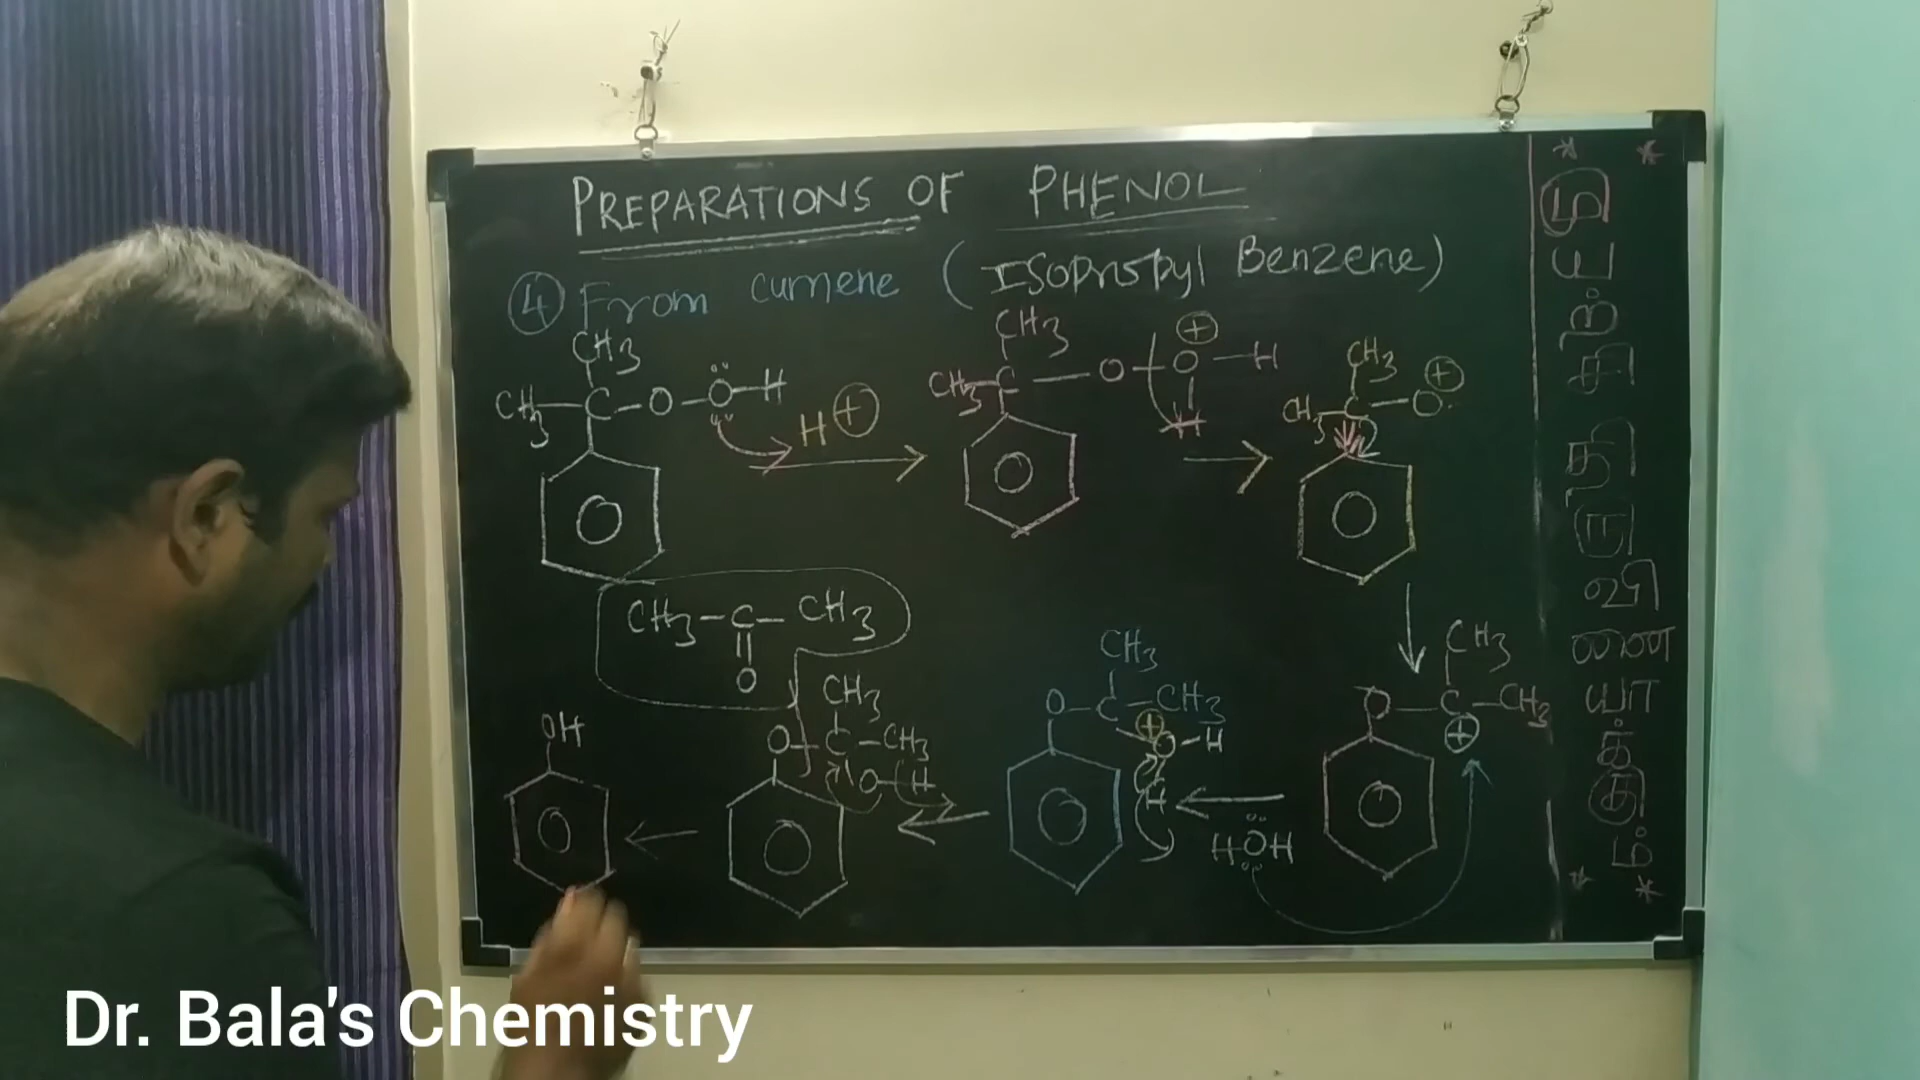 PREPARATIONS OF PHENOL
④ From cumene (Isopropyl Benzene)
CH3
CH3 – C – O – O – H
H⊕
CH3
CH3 – C – O – O – H
⊕
H
CH3
CH3 – C – O
⊕
CH3 – C – CH3
O
CH3
O – C – CH3
⊕
HOH
CH3
O – C – CH3
⊕
O – H
H
CH3
O – C – CH3
O – H
OH
Dr. Bala's Chemistry